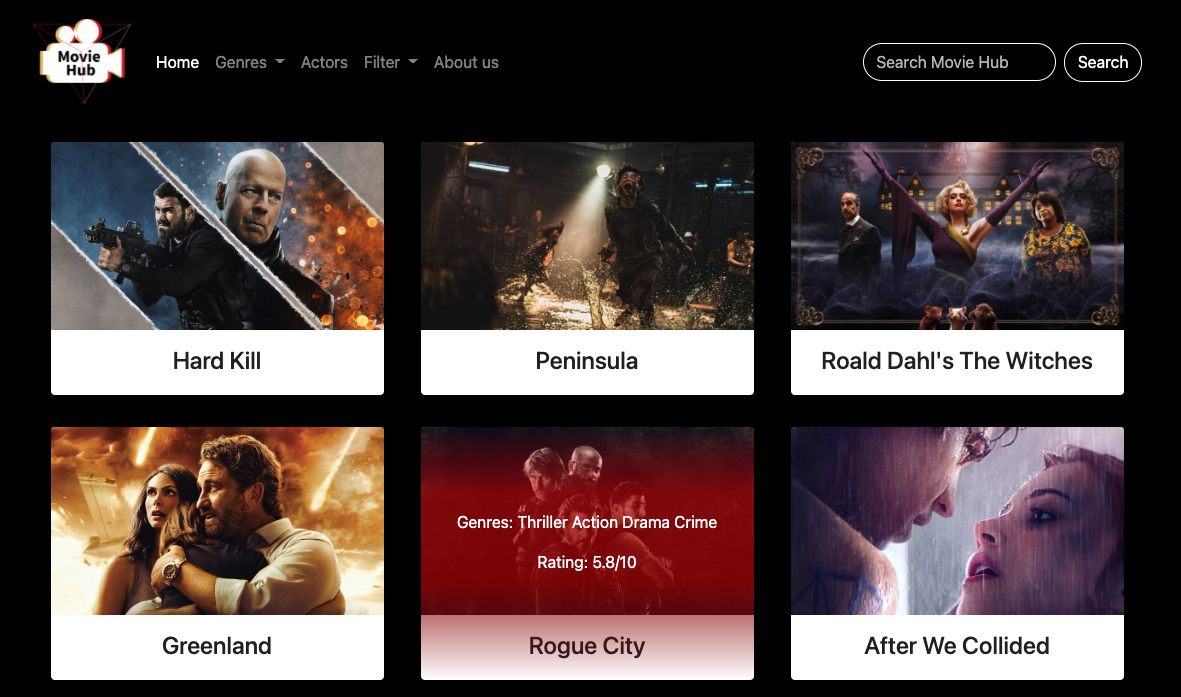 Movie
Hub
Home Genres Actors Filter About us
Search Movie Hub Search
Hard Kill
Peninsula
Roald Dahl's The Witches
Greenland
Genres: Thriller Action Drama Crime
Rating: 5.8/10
Rogue City
After We Collided